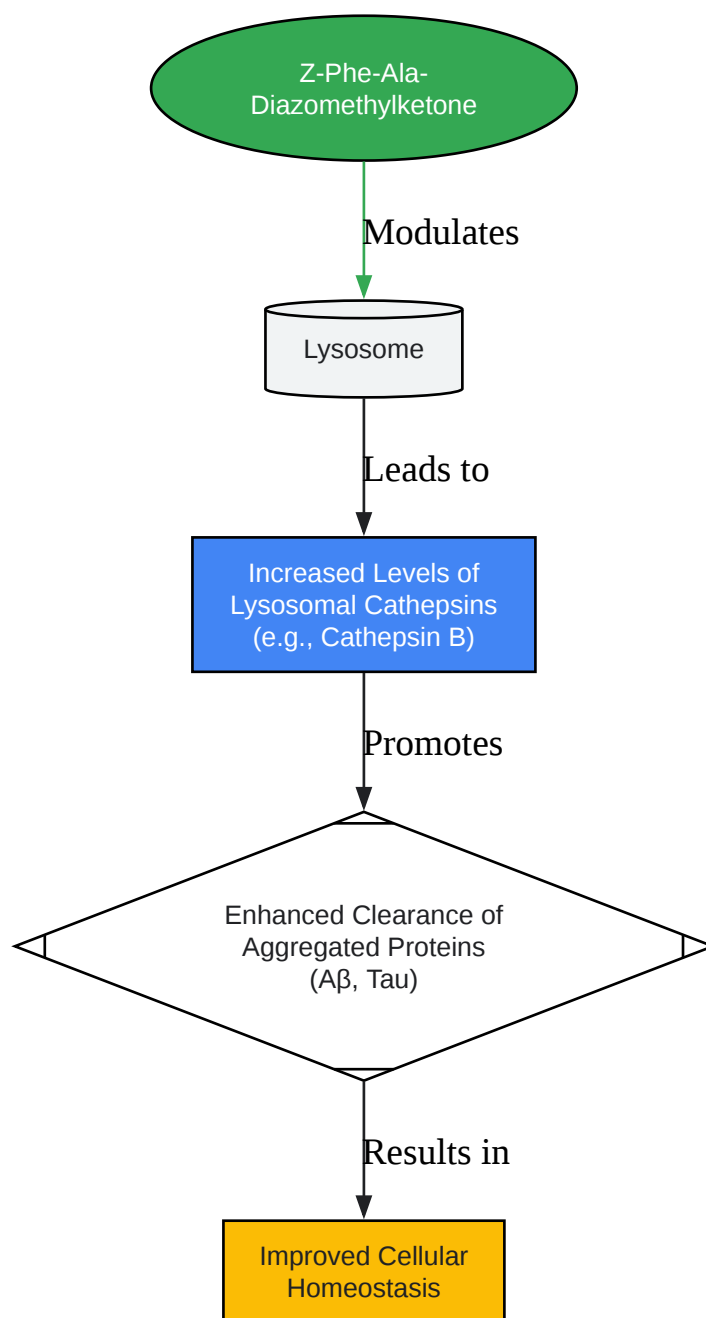 Z-Phe-Ala-
Diazomethylketone
Modulates
Lysosome
Leads to
Increased Levels of
Lysosomal Cathepsins
(e.g., Cathepsin B)
Promotes
Enhanced Clearance of
Aggregated Proteins
(Aβ, Tau)
Results in
Improved Cellular
Homeostasis